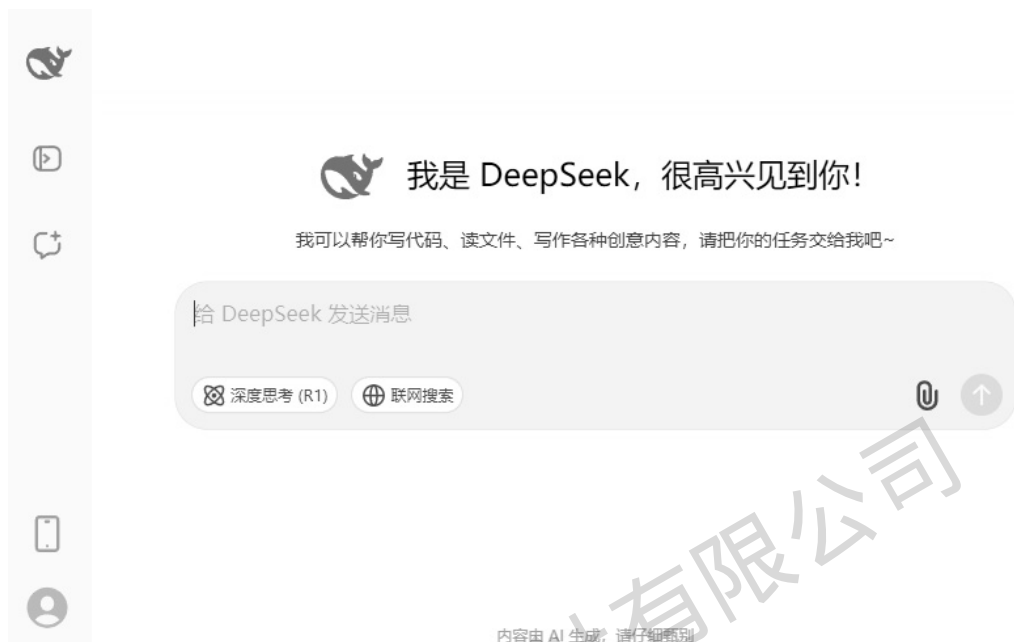 我是 DeepSeek，很高兴见到你！
我可以帮你写代码、读文件、写作各种创意内容，请把你的任务交给我吧~
给 DeepSeek 发送消息
深度思考 (R1) 联网搜索
有限公司
内容由 AI 生成，请仔细甄别